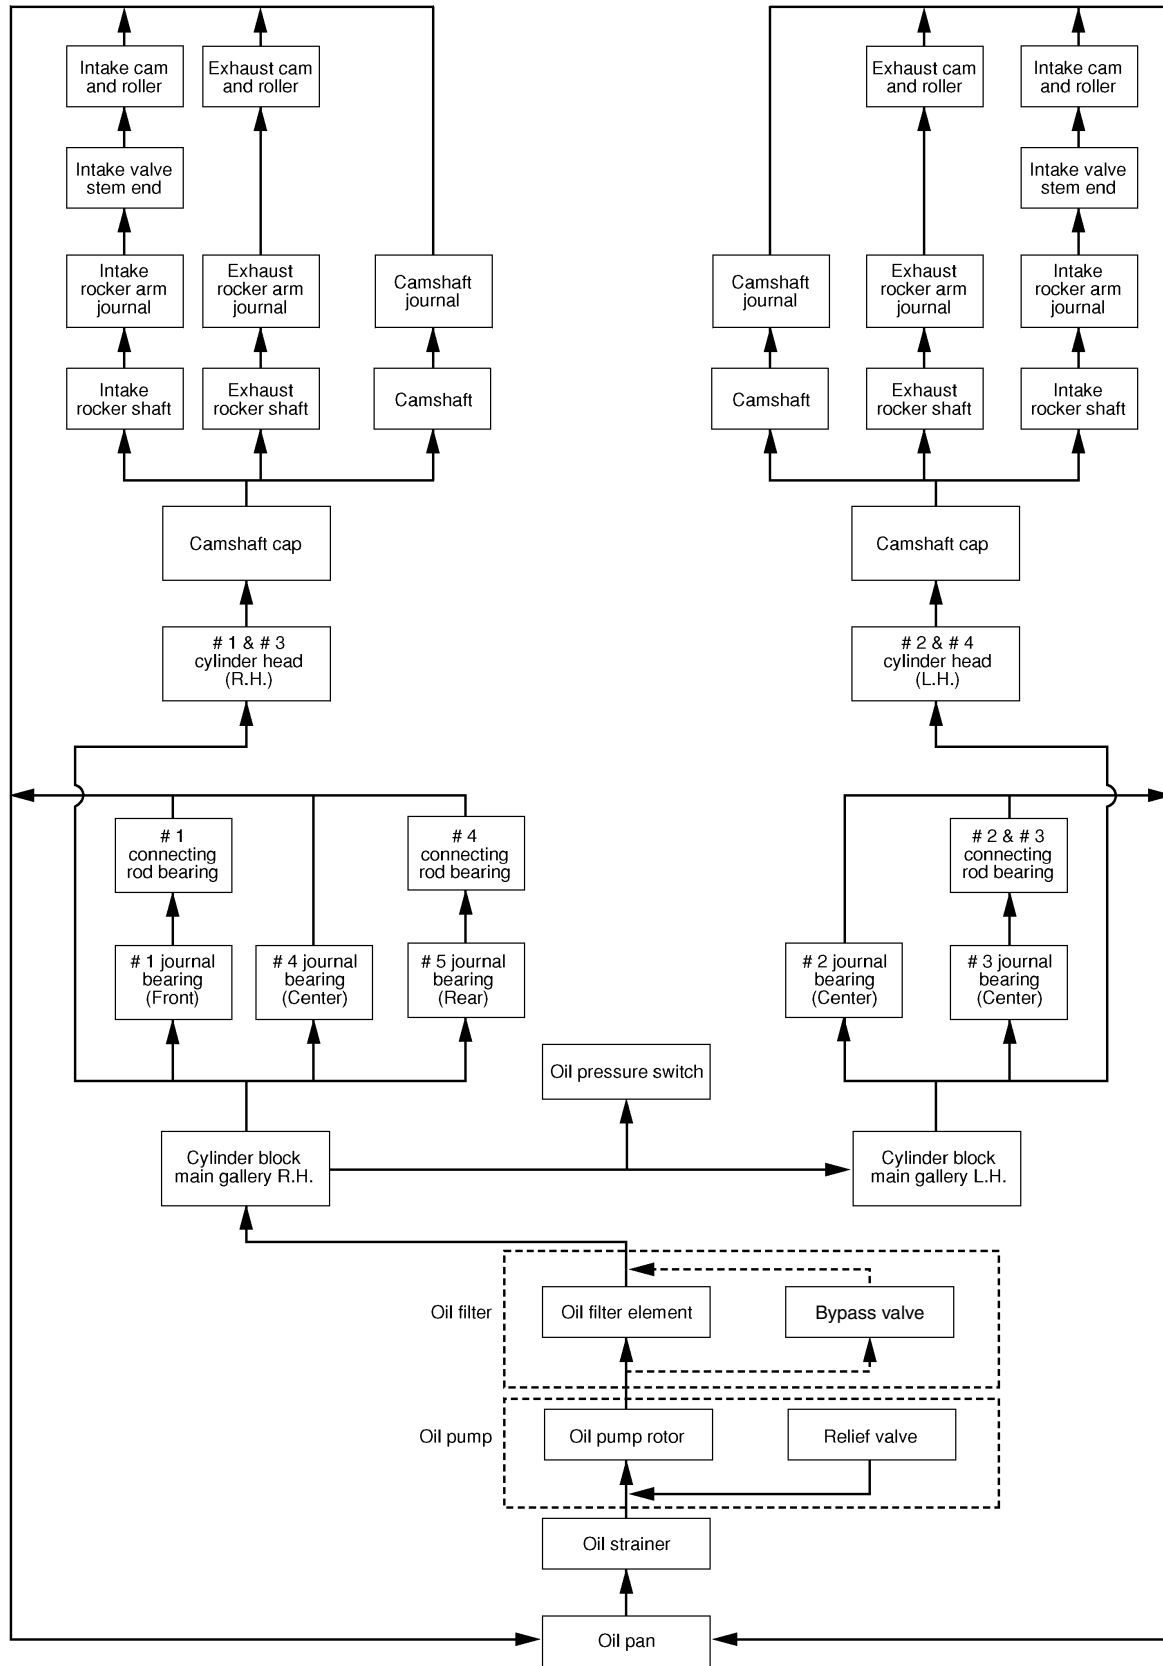 Intake cam
and roller
Exhaust cam
and roller
Exhaust cam
and roller
Intake cam
and roller
Intake valve
stem end
Intake valve
stem end
Intake
rocker arm
journal
Exhaust
rocker arm
journal
Camshaft
journal
Camshaft
journal
Exhaust
rocker arm
journal
Intake
rocker arm
journal
Intake
rocker shaft
Exhaust
rocker shaft
Camshaft
Camshaft
Exhaust
rocker shaft
Intake
rocker shaft
Camshaft cap
Camshaft cap
# 1 & # 3
cylinder head
(R.H.)
# 2 & # 4
cylinder head
(L.H.)
# 1
connecting
rod bearing
# 4
connecting
rod bearing
# 2 & # 3
connecting
rod bearing
# 1 journal
bearing
(Front)
# 4 journal
bearing
(Center)
# 5 journal
bearing
(Rear)
# 2 journal
bearing
(Center)
# 3 journal
bearing
(Center)
Oil pressure switch
Cylinder block
main gallery R.H.
Cylinder block
main gallery L.H.
Oil filter
Oil filter element
Bypass valve
Oil pump
Oil pump rotor
Relief valve
Oil strainer
Oil pan